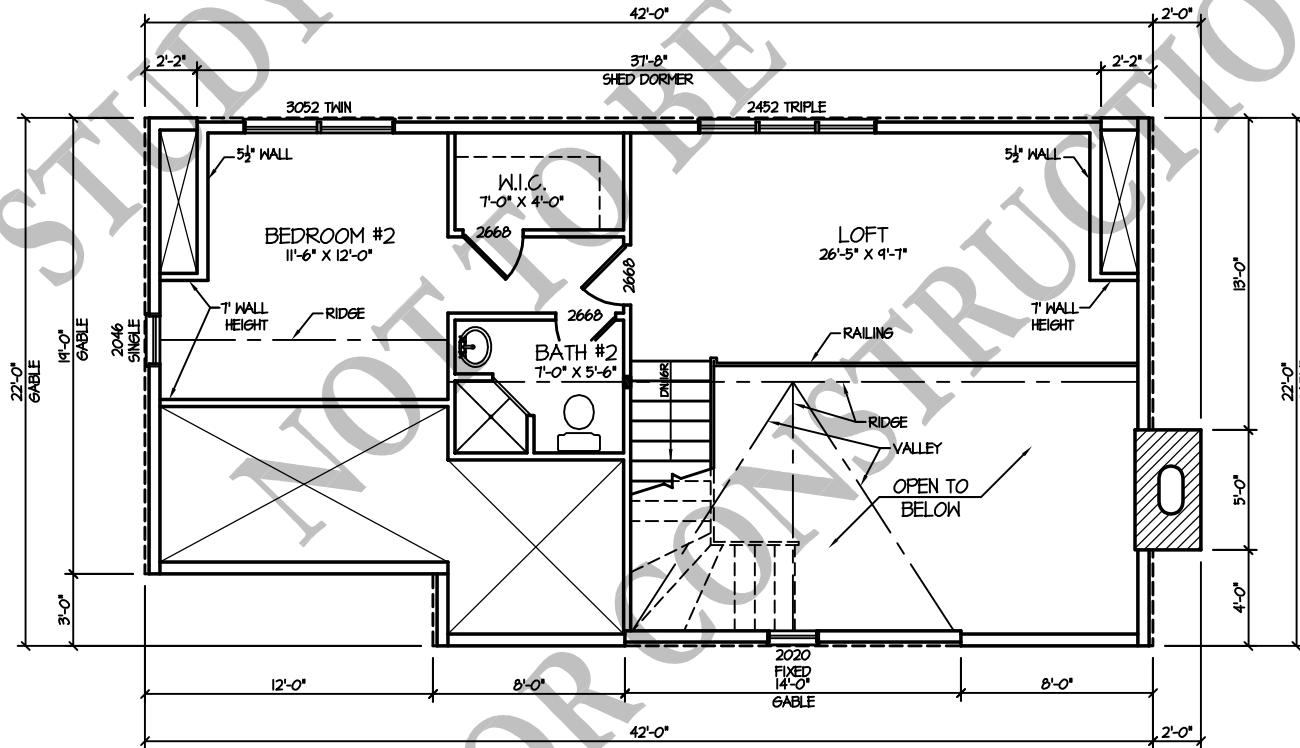 42'-0"
2'-0"
2'-2"
37'-8"
2'-2"
SHED DORMER
3052 TWIN
2452 TRIPLE
5½" WALL
5½" WALL
W.I.C.
7'-0" X 4'-0"
2668
BEDROOM #2
11'-6" X 12'-0"
LOFT
26'-5" X 9'-7"
2668
7' WALL
HEIGHT
RIDGE
2668
7' WALL
HEIGHT
13'-0"
22'-0"
GABLE
19'-0"
GABLE
2046
SINGLE
BATH #2
7'-0" X 5'-6"
RAILING
DN 16R
22'-0"
RIDGE
VALLEY
OPEN TO
BELOW
5'-0"
4'-0"
3'-0"
2020
FIXED
12'-0"
8'-0"
14'-0"
8'-0"
GABLE
42'-0"
2'-0"
STUDY
NOT TO BE
OR CONSTRUCTIO